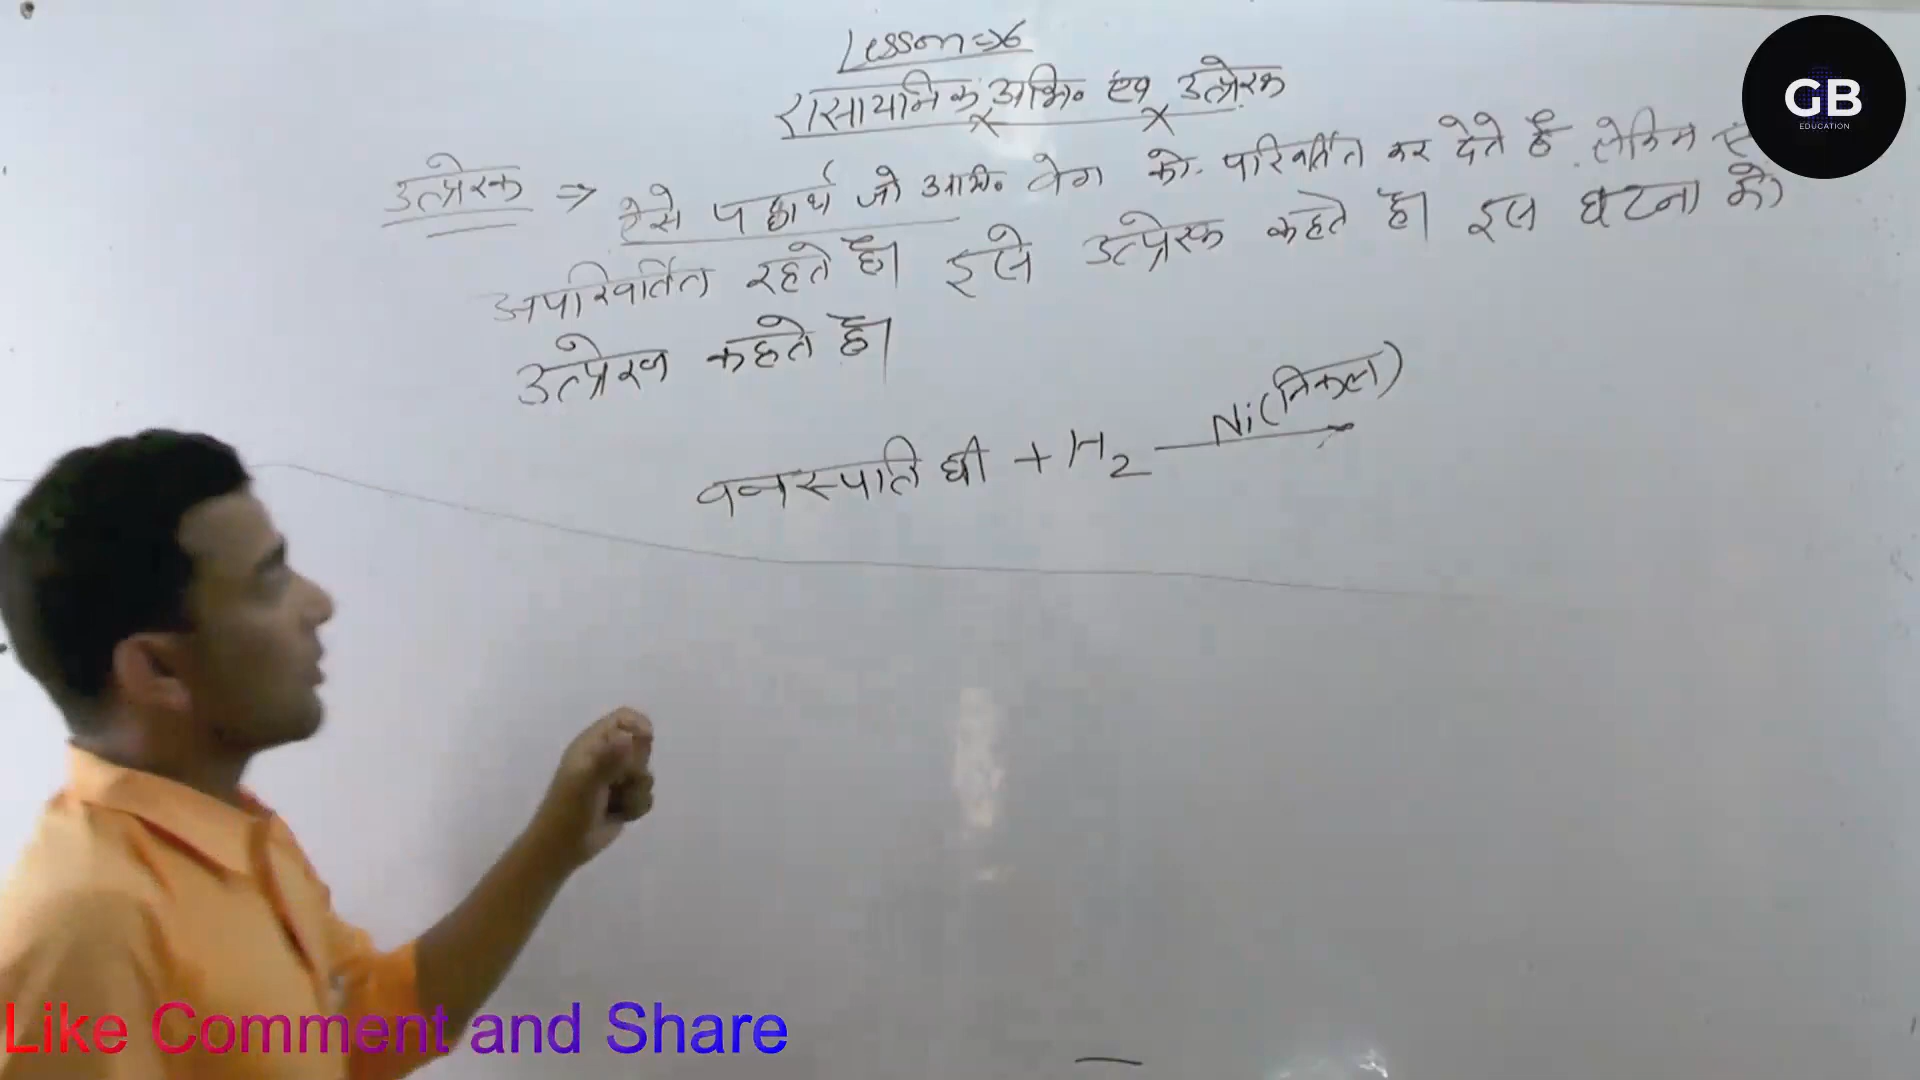 Lesson ⇒ 6
रासायनिक अभि० एवं उत्प्रेरक
उत्प्रेरक ⇒ ऐसे पदार्थ जो अभि० वेग को परिवर्तित कर देते है लेकिन
अपरिवर्तित रहते है। इसे उत्प्रेरक कहते है। इस घटना को
उत्प्रेरण कहते है।
वनस्पति घी + H₂ Ni(निकल) →
GB
EDUCATION
Like Comment and Share